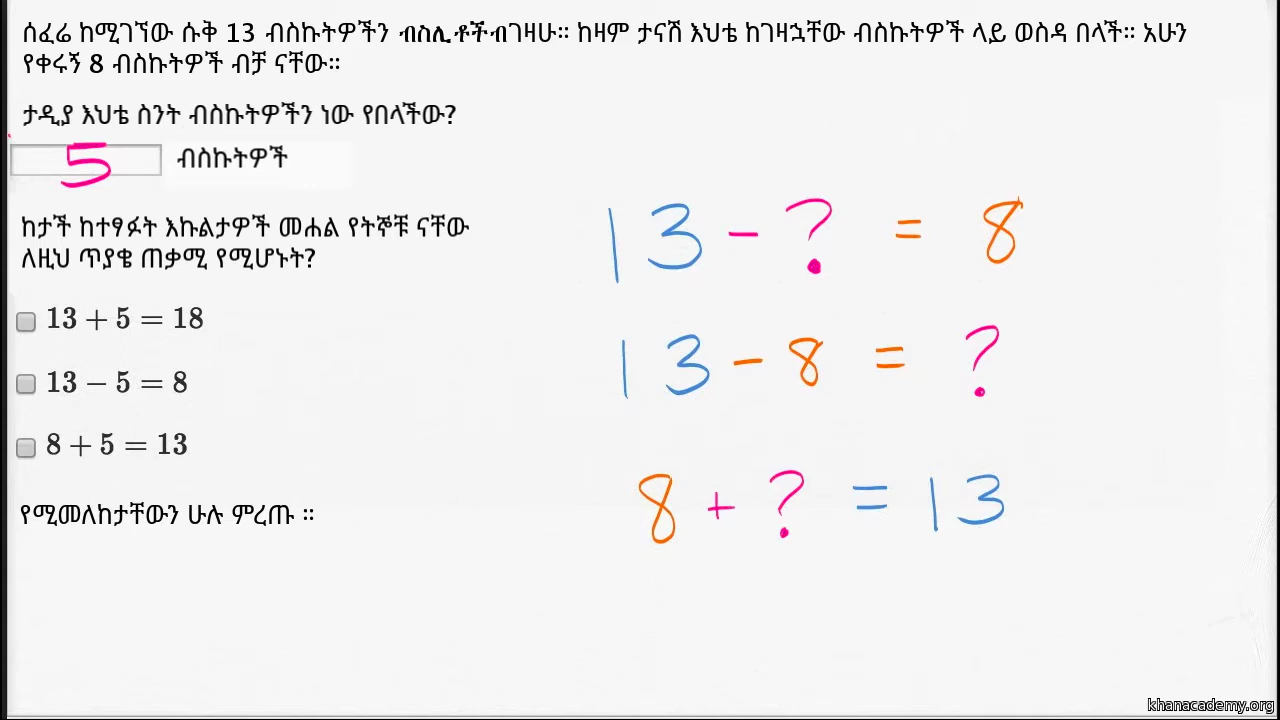 ሰፈሬ ከሚገኘው ሱቅ 13 ብስኩትዎችን ብስሊቶችብገዛሁ። ከዛም ታናሽ እህቴ ከገዛኋቸው ብስኩትዎች ላይ ወስዳ በላች። አሁን
የቀሩኝ 8 ብስኩትዎች ብቻ ናቸው።
ታዲያ እህቴ ስንት ብስኩትዎችን ነው የበላችው?
5 ብስኩትዎች
ከታች ከተፃፉት እኩልታዎች መሐል የትኞቹ ናቸው
ለዚህ ጥያቄ ጠቃሚ የሚሆኑት?
13 + 5 = 18
13 − 5 = 8
8 + 5 = 13
የሚመለከታቸውን ሁሉ ምረጡ ።
13 - ? = 8
13 - 8 = ?
8 + ? = 13
khanacademy.org